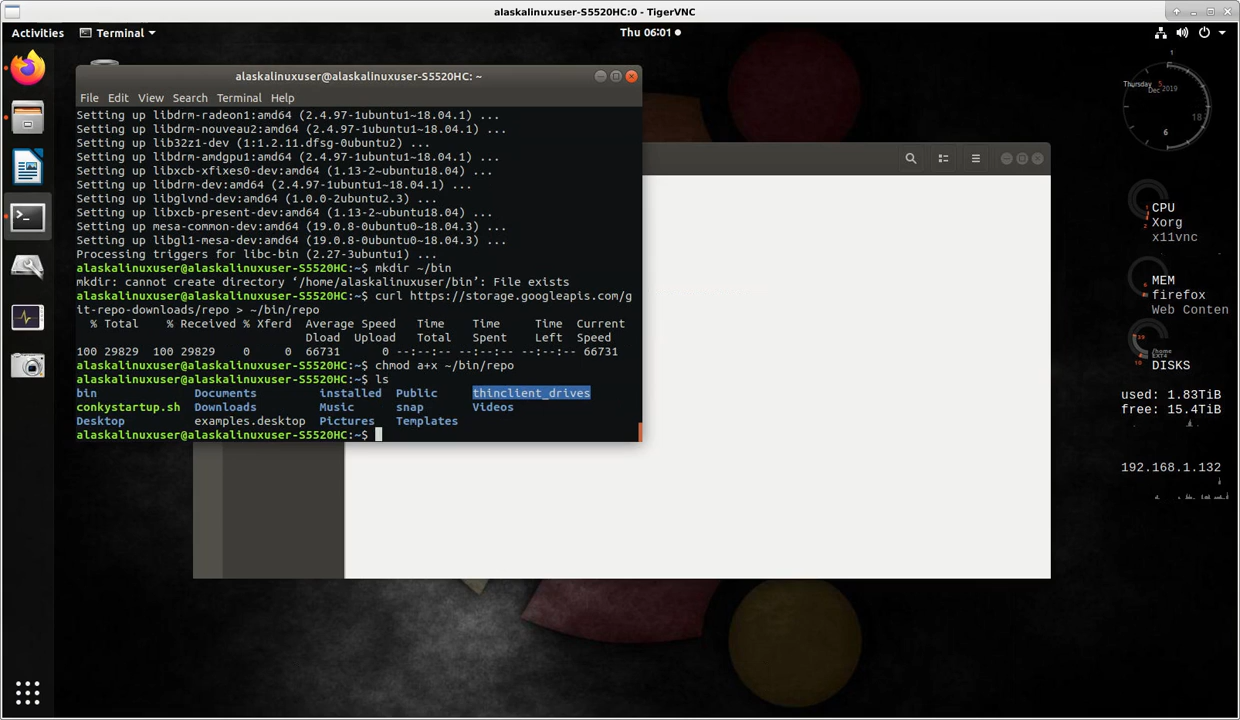 alaskalinuxuser-S5520HC:0 - TigerVNC
Activities Terminal Thu 06:01
alaskalinuxuser@alaskalinuxuser-S5520HC: ~
File Edit View Search Terminal Help
Setting up libdrm-radeon1:amd64 (2.4.97-1ubuntu1~18.04.1) ...
Setting up libdrm-nouveau2:amd64 (2.4.97-1ubuntu1~18.04.1) ...
Setting up lib32z1-dev (1:1.2.11.dfsg-0ubuntu2) ...
Setting up libdrm-amdgpu1:amd64 (2.4.97-1ubuntu1~18.04.1) ...
Setting up libxcb-xfixes0-dev:amd64 (1.13-2~ubuntu18.04) ...
Setting up libdrm-dev:amd64 (2.4.97-1ubuntu1~18.04.1) ...
Setting up libglvnd-dev:amd64 (1.0.0-2ubuntu2.3) ...
Setting up libxcb-present-dev:amd64 (1.13-2~ubuntu18.04) ...
Setting up mesa-common-dev:amd64 (19.0.8-0ubuntu0~18.04.3) ...
Setting up libgl1-mesa-dev:amd64 (19.0.8-0ubuntu0~18.04.3) ...
Processing triggers for libc-bin (2.27-3ubuntu1) ...
alaskalinuxuser@alaskalinuxuser-S5520HC:~$ mkdir ~/bin
mkdir: cannot create directory ‘/home/alaskalinuxuser/bin’: File exists
alaskalinuxuser@alaskalinuxuser-S5520HC:~$ curl https://storage.googleapis.com/g
it-repo-downloads/repo > ~/bin/repo
% Total % Received % Xferd Average Speed Time Time Time Current
Dload Upload Total Spent Left Speed
100 29829 100 29829 0 0 66731 0 --:--:-- --:--:-- --:--:-- 66731
alaskalinuxuser@alaskalinuxuser-S5520HC:~$ chmod a+x ~/bin/repo
alaskalinuxuser@alaskalinuxuser-S5520HC:~$ ls
bin Documents installed Public thinclient_drives
conkystartup.sh Downloads Music snap Videos
Desktop examples.desktop Pictures Templates
alaskalinuxuser@alaskalinuxuser-S5520HC:~$
1
Thursday 5
Dec 2019
18
6
CPU
Xorg
x11vnc
MEM
firefox
Web Conten
/home
EXT4
DISKS
used: 1.83TiB
free: 15.4TiB
192.168.1.132